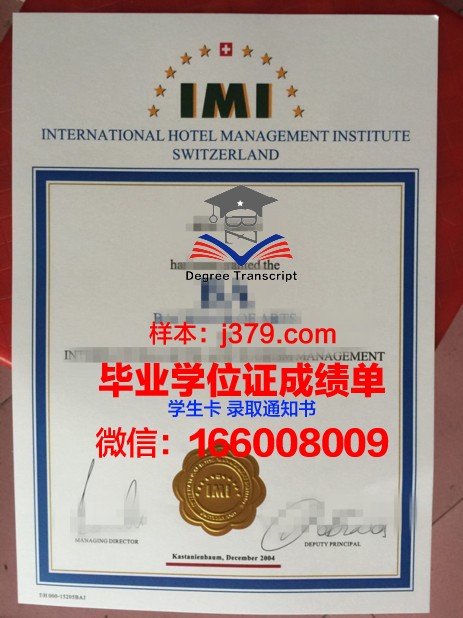 IMI
INTERNATIONAL HOTEL MANAGEMENT INSTITUTE
SWITZERLAND
Degree Transcript
the
样本：j379.com
MANAGEMENT
毕业学位证成绩单
学生卡 录取通知书
微信：166008009
IMI
SWITZERLAND
MANAGING DIRECTOR
DEPUTY PRINCIPAL
Kastanienbaum, December 2004